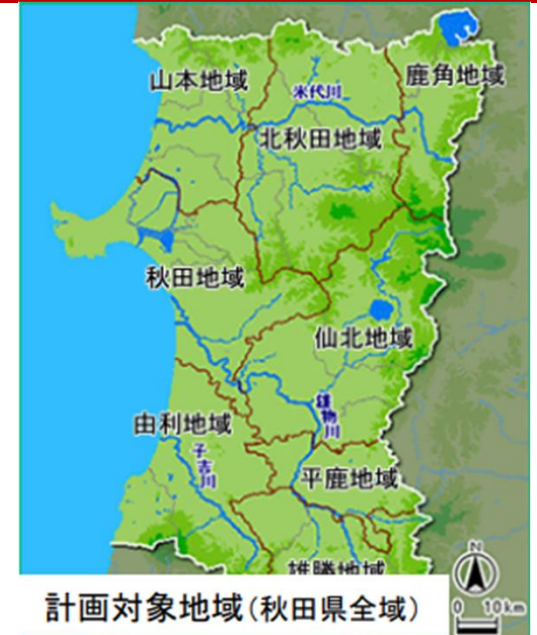 山本地域
鹿角地域
米代川
北秋田地域
秋田地域
仙北地域
由利地域
雄物川
子吉川
平鹿地域
雄勝地域
N
計画対象地域(秋田県全域)
0 10km